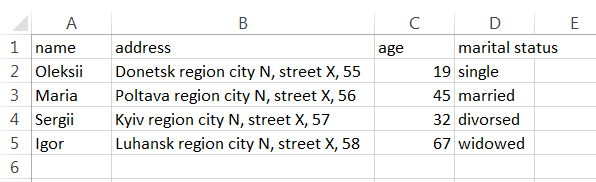 A B C D E
1 name address age marital status
2 Oleksii Donetsk region city N, street X, 55 19 single
3 Maria Poltava region city N, street X, 56 45 married
4 Sergii Kyiv region city N, street X, 57 32 divorsed
5 Igor Luhansk region city N, street X, 58 67 widowed
6